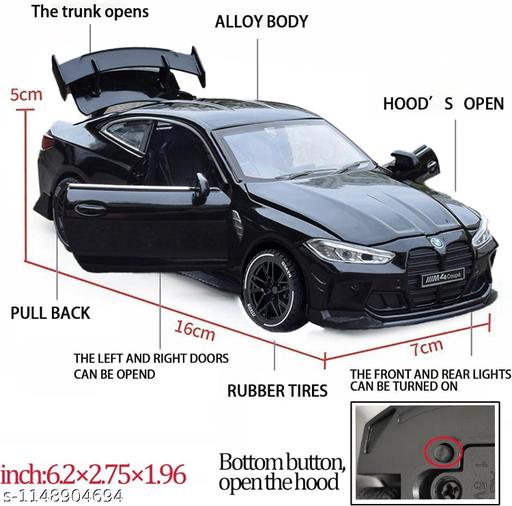 The trunk opens
ALLOY BODY
5cm
HOOD’S OPEN
///M4 Coupé
PULL BACK
16cm
7cm
THE LEFT AND RIGHT DOORS
CAN BE OPEND
RUBBER TIRES
THE FRONT AND REAR LIGHTS
CAN BE TURNED ON
inch:6.2×2.75×1.96
Bottom button,
open the hood
s-1148904694